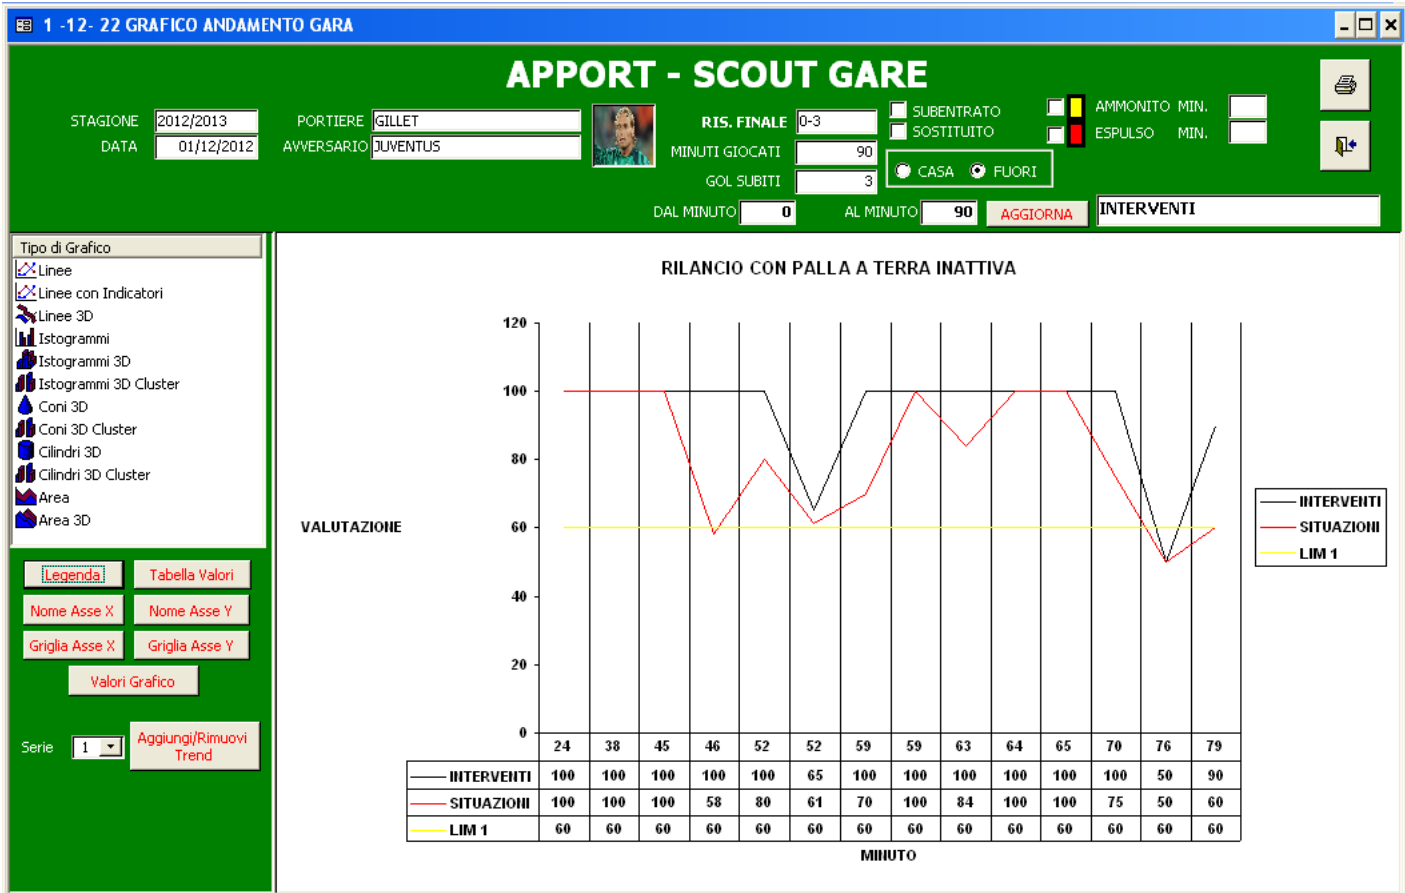 1 -12- 22 GRAFICO ANDAMENTO GARA
APPORT - SCOUT GARE
STAGIONE 2012/2013 PORTIERE GILLET RIS. FINALE 0-3 SUBENTRATO AMMONITO MIN.
DATA 01/12/2012 AVVERSARIO JUVENTUS MINUTI GIOCATI 90 SOSTITUITO ESPULSO MIN.
GOL SUBITI 3 CASA FUORI
DAL MINUTO 0 AL MINUTO 90 AGGIORNA INTERVENTI
Tipo di Grafico
Linee
Linee con Indicatori
Linee 3D
Istogrammi
Istogrammi 3D
Istogrammi 3D Cluster
Coni 3D
Coni 3D Cluster
Cilindri 3D
Cilindri 3D Cluster
Area
Area 3D
Legenda Tabella Valori
Nome Asse X Nome Asse Y
Griglia Asse X Griglia Asse Y
Valori Grafico
Serie 1 Aggiungi/Rimuovi
Trend
RILANCIO CON PALLA A TERRA INATTIVA
120
100
80
VALUTAZIONE 60
40
20
0
INTERVENTI
SITUAZIONI
LIM 1
24 38 45 46 52 52 59 59 63 64 65 70 76 79
INTERVENTI 100 100 100 100 100 65 100 100 100 100 100 100 50 90
SITUAZIONI 100 100 100 58 80 61 70 100 84 100 100 75 50 60
LIM 1 60 60 60 60 60 60 60 60 60 60 60 60 60 60
MINUTO